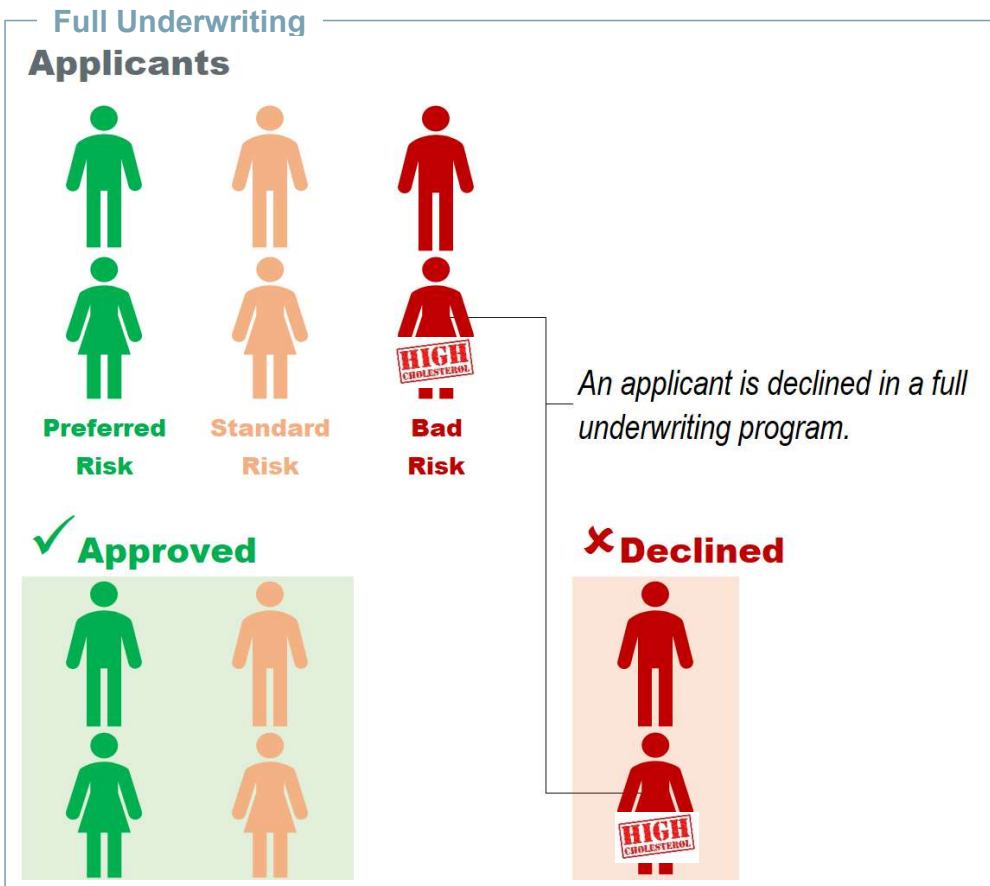 Full Underwriting
Applicants
HIGH
CHOLESTEROL
An applicant is declined in a full
underwriting program.
Preferred
Risk
Standard
Risk
Bad
Risk
✓Approved
✘Declined
HIGH
CHOLESTEROL